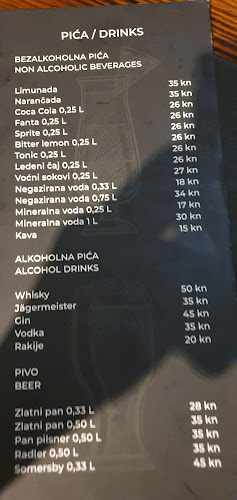 PIĆA / DRINKS
BEZALKOHOLNA PIĆA
NON ALCOHOLIC BEVERAGES
Limunada 35 kn
Narančada 35 kn
Coca Cola 0,25 L 26 kn
Fanta 0,25 L 26 kn
Sprite 0,25 L 26 kn
Bitter lemon 0,25 L 26 kn
Tonic 0,25 L 26 kn
Ledeni čaj 0,25 L 26 kn
Voćni sokovi 0,25 L 27 kn
Negazirana voda 0,33 L 18 kn
Negazirana voda 0,75 L 34 kn
Mineralna voda 0,25 L 17 kn
Mineralna voda 1 L 30 kn
Kava 15 kn
ALKOHOLNA PIĆA
ALCOHOL DRINKS
Whisky 50 kn
Jägermeister 35 kn
Gin 45 kn
Vodka 35 kn
Rakije 20 kn
PIVO
BEER
Zlatni pan 0,33 L 28 kn
Zlatni pan 0,50 L 35 kn
Pan pilsner 0,50 L 35 kn
Radler 0,50 L 35 kn
Somersby 0,33 L 45 kn